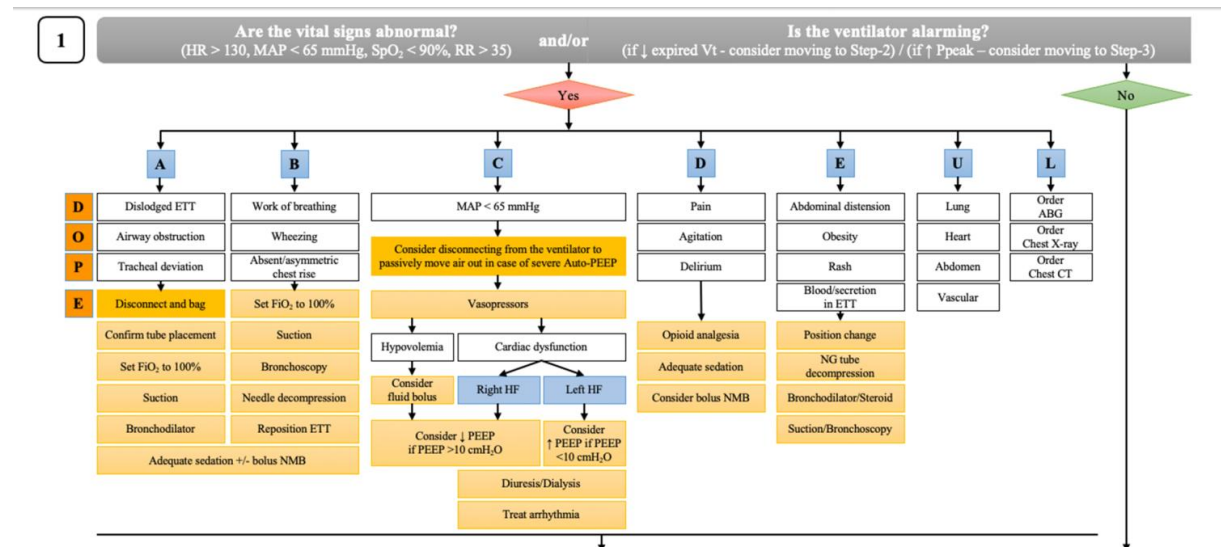 1
Are the vital signs abnormal?
(HR > 130, MAP < 65 mmHg, SpO₂ < 90%, RR > 35)
and/or
Is the ventilator alarming?
(if ↓ expired Vt - consider moving to Step-2) / (if ↑ Ppeak – consider moving to Step-3)
Yes
No
A
B
C
D
E
U
L
D
O
P
E
Dislodged ETT
Airway obstruction
Tracheal deviation
Disconnect and bag
Confirm tube placement
Set FiO₂ to 100%
Suction
Bronchodilator
Work of breathing
Wheezing
Absent/asymmetric
chest rise
Set FiO₂ to 100%
Suction
Bronchoscopy
Needle decompression
Reposition ETT
Adequate sedation +/- bolus NMB
MAP < 65 mmHg
Consider disconnecting from the ventilator to
passively move air out in case of severe Auto-PEEP
Vasopressors
Hypovolemia
Cardiac dysfunction
Consider
fluid bolus
Right HF
Left HF
Consider ↓ PEEP
if PEEP >10 cmH₂O
Consider
↑ PEEP if PEEP
<10 cmH₂O
Diuresis/Dialysis
Treat arrhythmia
Pain
Agitation
Delirium
Opioid analgesia
Adequate sedation
Consider bolus NMB
Abdominal distension
Obesity
Rash
Blood/secretion
in ETT
Position change
NG tube
decompression
Bronchodilator/Steroid
Suction/Bronchoscopy
Lung
Heart
Abdomen
Vascular
Order
ABG
Order
Chest X-ray
Order
Chest CT